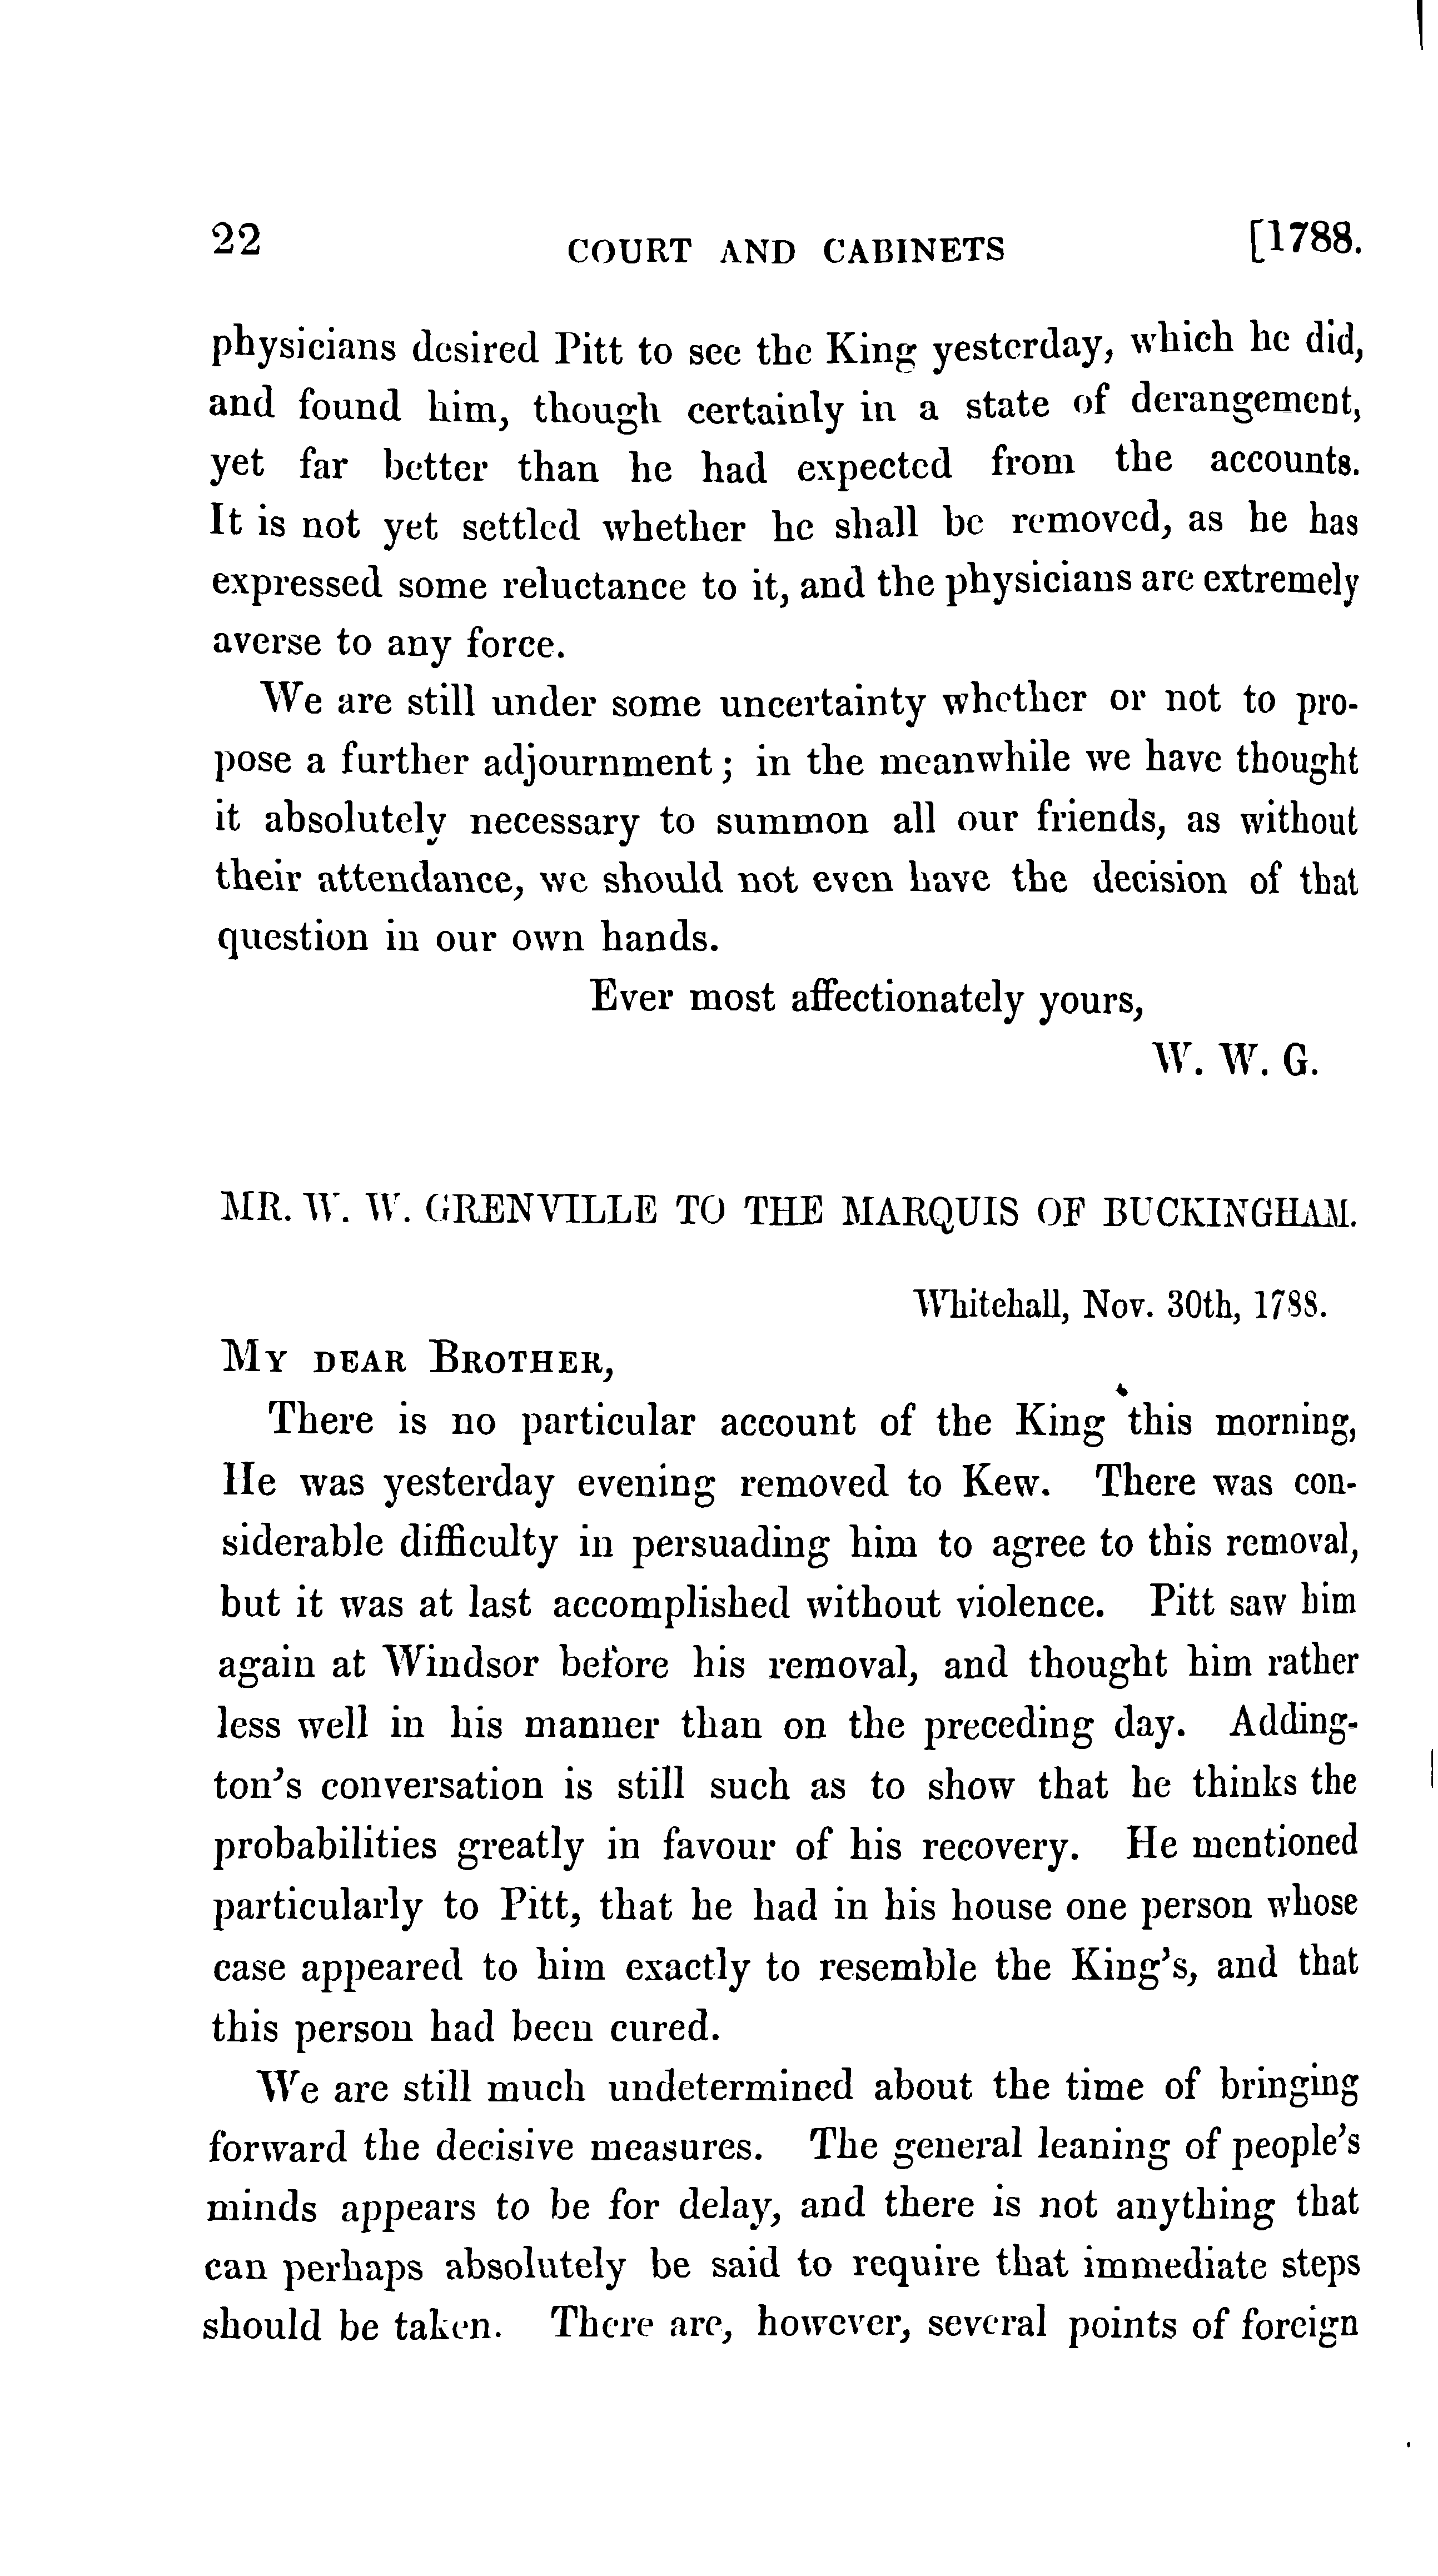 22 COURT AND CABINETS [1788.
physicians desired Pitt to see the King yesterday, which he did,
and found him, though certainly in a state of derangement,
yet far better than he had expected from the accounts.
It is not yet settled whether he shall be removed, as he has
expressed some reluctance to it, and the physicians are extremely
averse to any force.
We are still under some uncertainty whether or not to pro-
pose a further adjournment; in the meanwhile we have thought
it absolutely necessary to summon all our friends, as without
their attendance, we should not even have the decision of that
question in our own hands.
Ever most affectionately yours,
W. W. G.
MR. W. W. GRENVILLE TO THE MARQUIS OF BUCKINGHAM.
Whitehall, Nov. 30th, 1788.
MY DEAR BROTHER,
There is no particular account of the King this morning,
He was yesterday evening removed to Kew. There was con-
siderable difficulty in persuading him to agree to this removal,
but it was at last accomplished without violence. Pitt saw him
again at Windsor before his removal, and thought him rather
less well in his manner than on the preceding day. Adding-
ton's conversation is still such as to show that he thinks the
probabilities greatly in favour of his recovery. He mentioned
particularly to Pitt, that he had in his house one person whose
case appeared to him exactly to resemble the King's, and that
this person had been cured.
We are still much undetermined about the time of bringing
forward the decisive measures. The general leaning of people's
minds appears to be for delay, and there is not anything that
can perhaps absolutely be said to require that immediate steps
should be taken. There are, however, several points of foreign